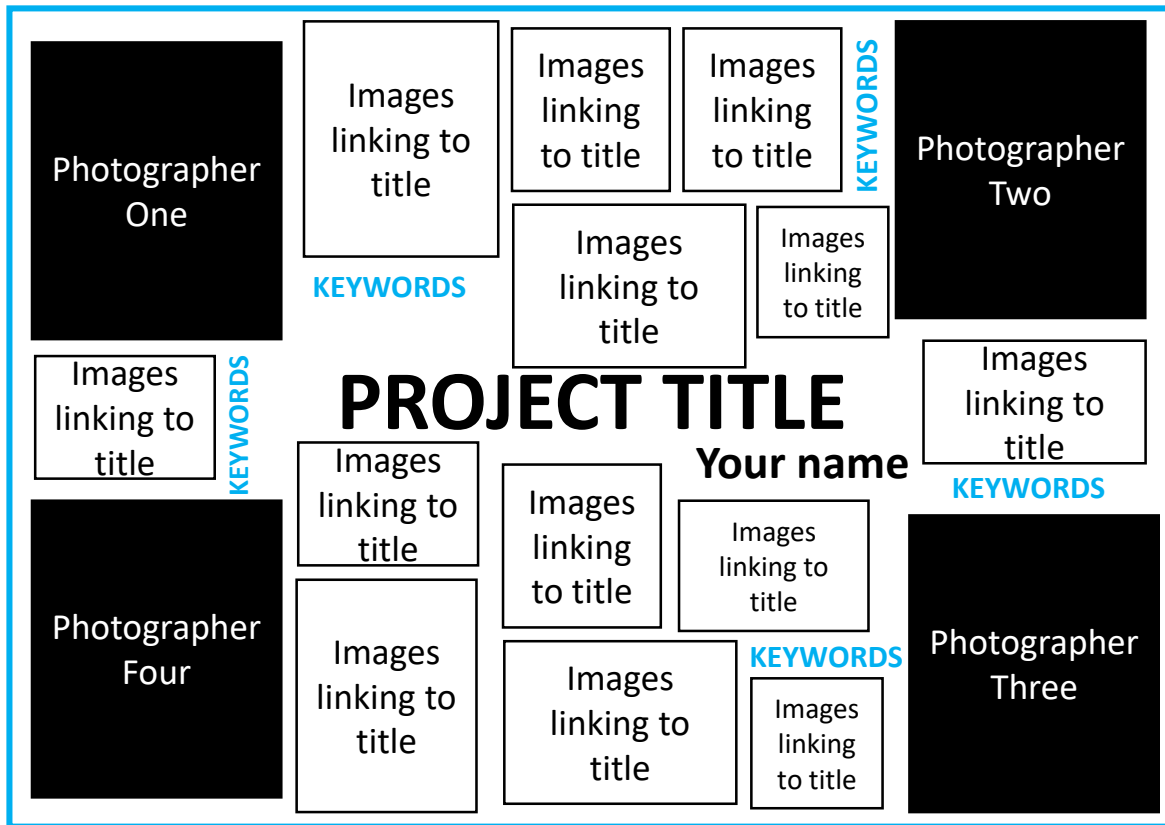 Photographer
One
Images
linking to
title
Images
linking
to title
Images
linking
to title
KEYWORDS
Photographer
Two
Images
linking to
title
Images
linking
to title
KEYWORDS
Images
linking to
title
KEYWORDS
PROJECT TITLE
Your name
Images
linking to
title
KEYWORDS
Photographer
Four
Images
linking to
title
Images
linking
to title
Images
linking to
title
Photographer
Three
Images
linking to
title
Images
linking to
title
KEYWORDS
Images
linking
to title